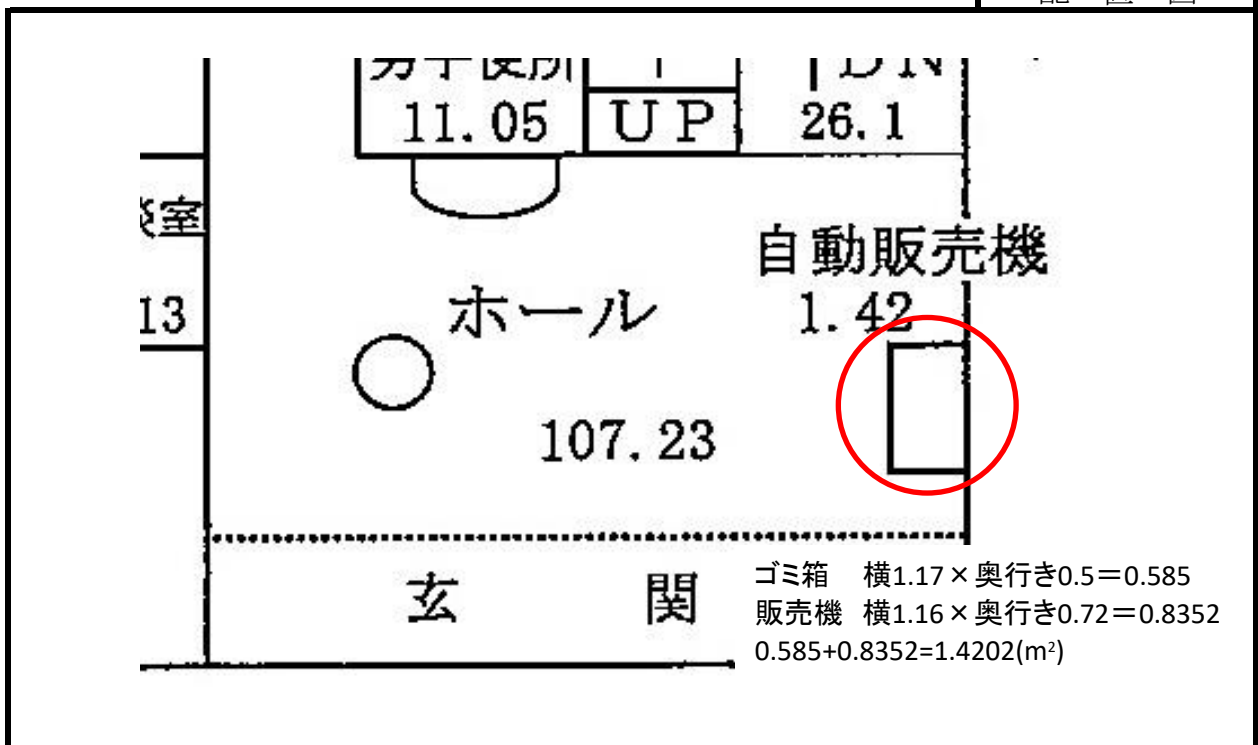 11.05
UP
DN
26.1
室
13
自動販売機
1.42
ホール
107.23
玄 関
ゴミ箱 横1.17×奥行き0.5=0.585
販売機 横1.16×奥行き0.72=0.8352
0.585+0.8352=1.4202(m²)